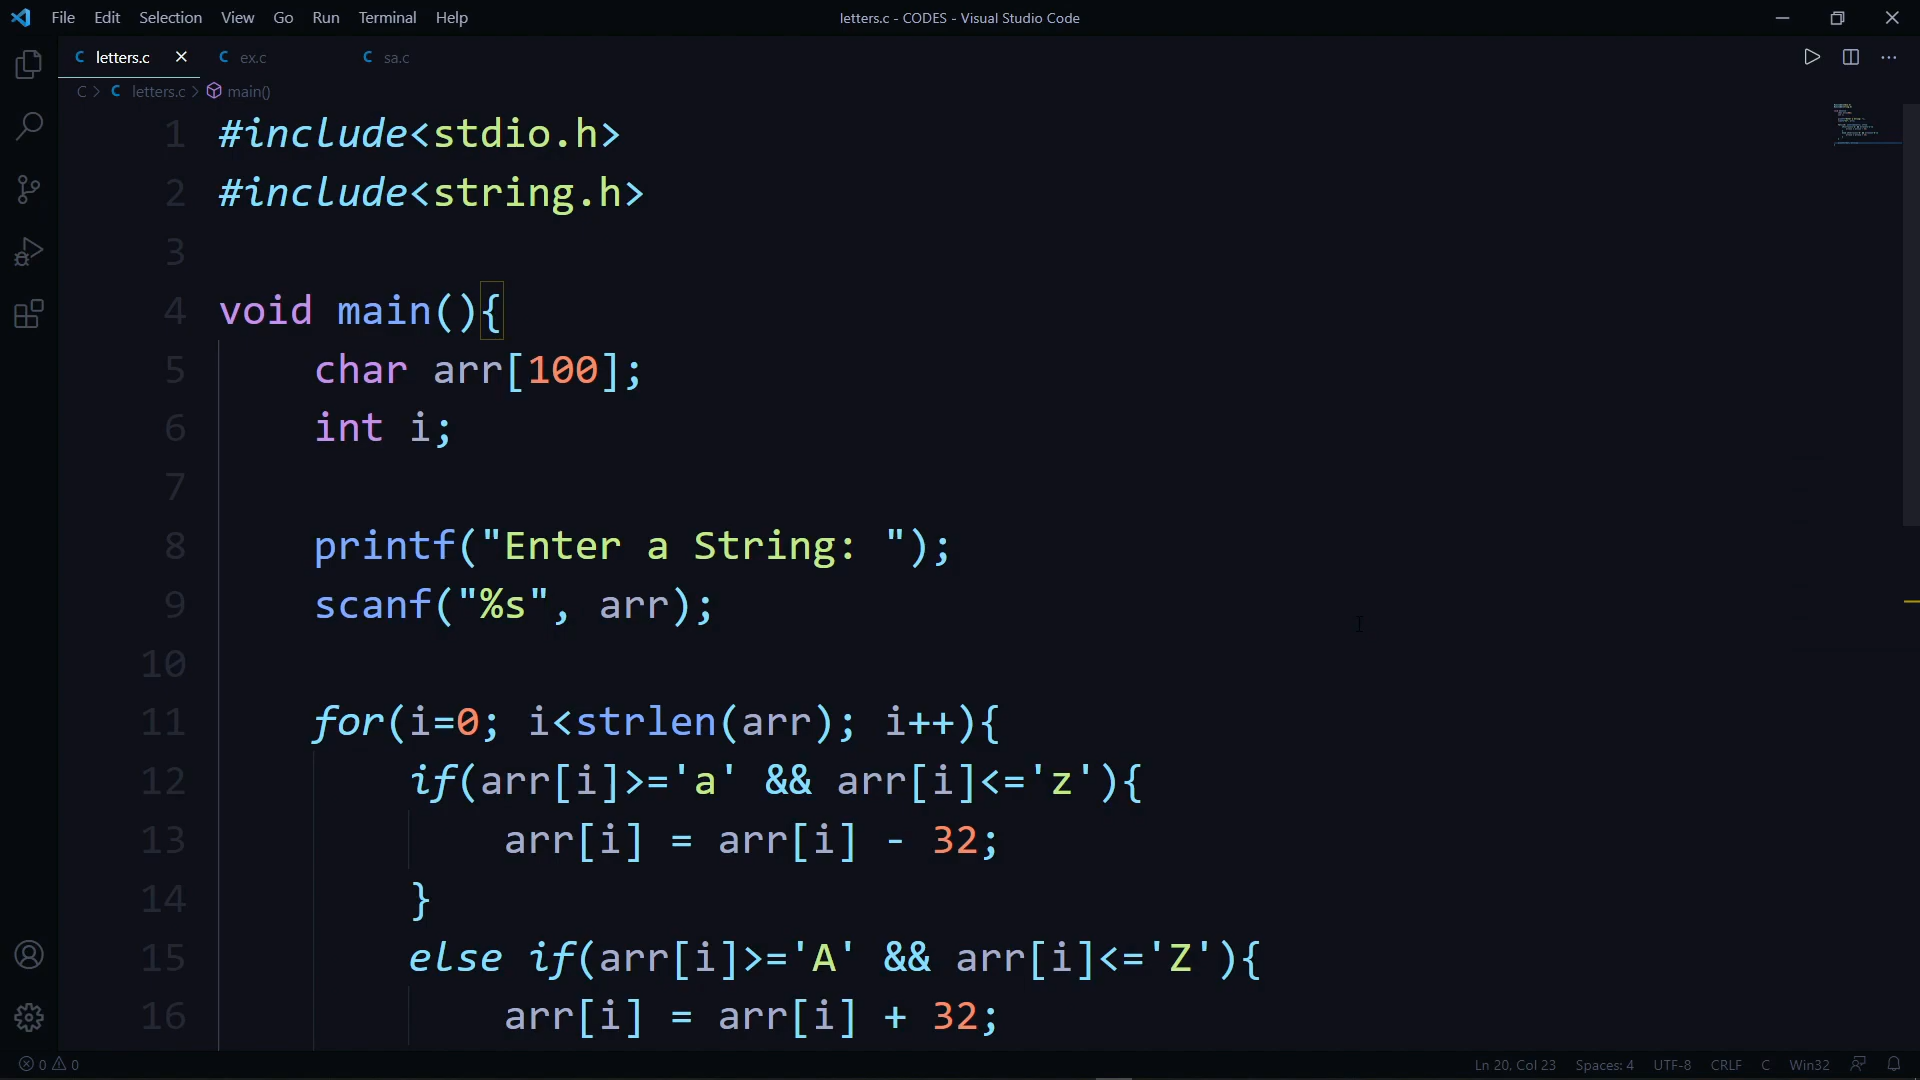 File Edit Selection View Go Run Terminal Help letters.c - CODES - Visual Studio Code
C letters.c C ex.c C sa.c
C > C letters.c > main()
1 #include<stdio.h>
2 #include<string.h>
3
4 void main(){
5 char arr[100];
6 int i;
7
8 printf("Enter a String: ");
9 scanf("%s", arr);
10
11 for(i=0; i<strlen(arr); i++){
12 if(arr[i]>='a' && arr[i]<='z'){
13 arr[i] = arr[i] - 32;
14 }
15 else if(arr[i]>='A' && arr[i]<='Z'){
16 arr[i] = arr[i] + 32;
0 0 Ln 20, Col 23 Spaces: 4 UTF-8 CRLF C Win32